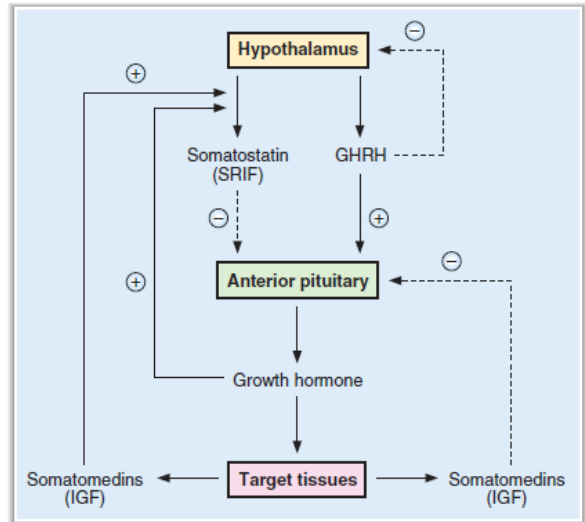 ⊖
Hypothalamus
⊕
Somatostatin
(SRIF)
GHRH
⊖
⊕
⊖
Anterior pituitary
⊕
Growth hormone
Somatomedins
(IGF)
Target tissues
Somatomedins
(IGF)